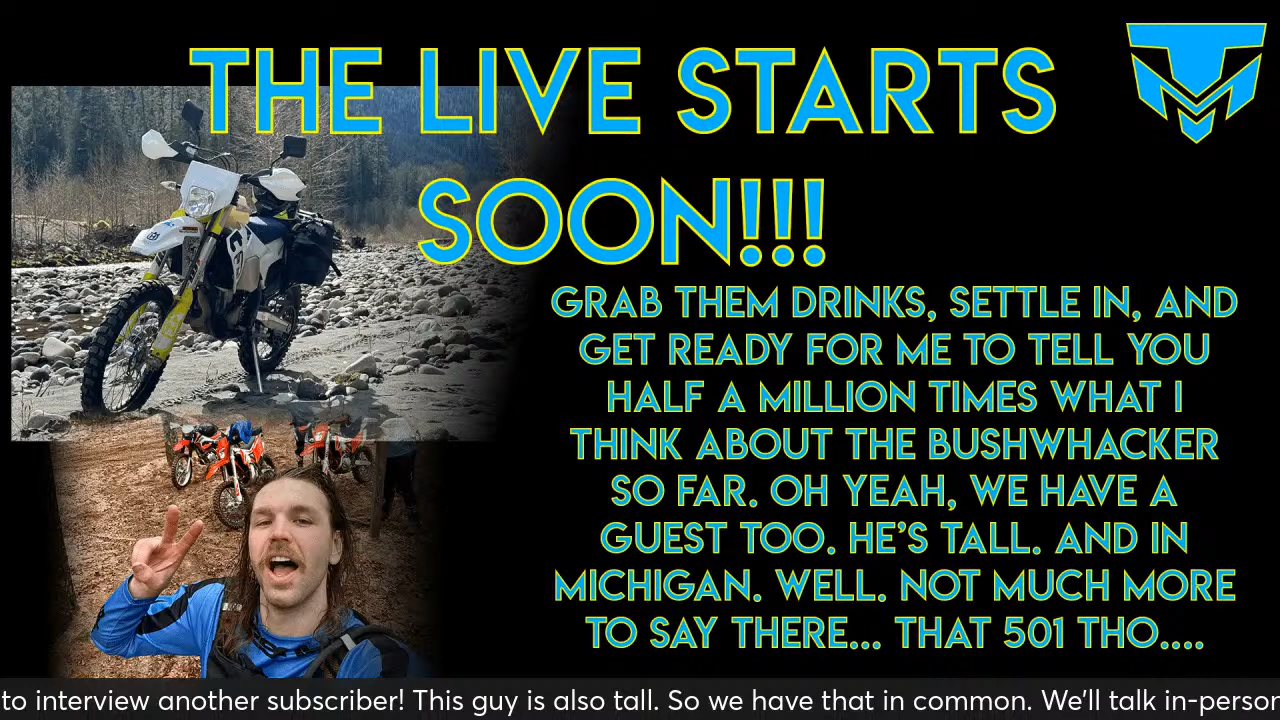 THE LIVE STARTS
SOON!!!
GRAB THEM DRINKS, SETTLE IN, AND
GET READY FOR ME TO TELL YOU
HALF A MILLION TIMES WHAT I
THINK ABOUT THE BUSHWHACKER
SO FAR. OH YEAH, WE HAVE A
GUEST TOO. HE'S TALL. AND IN
MICHIGAN. WELL. NOT MUCH MORE
TO SAY THERE... THAT 501 THO....
to interview another subscriber! This guy is also tall. So we have that in common. We'll talk in-person